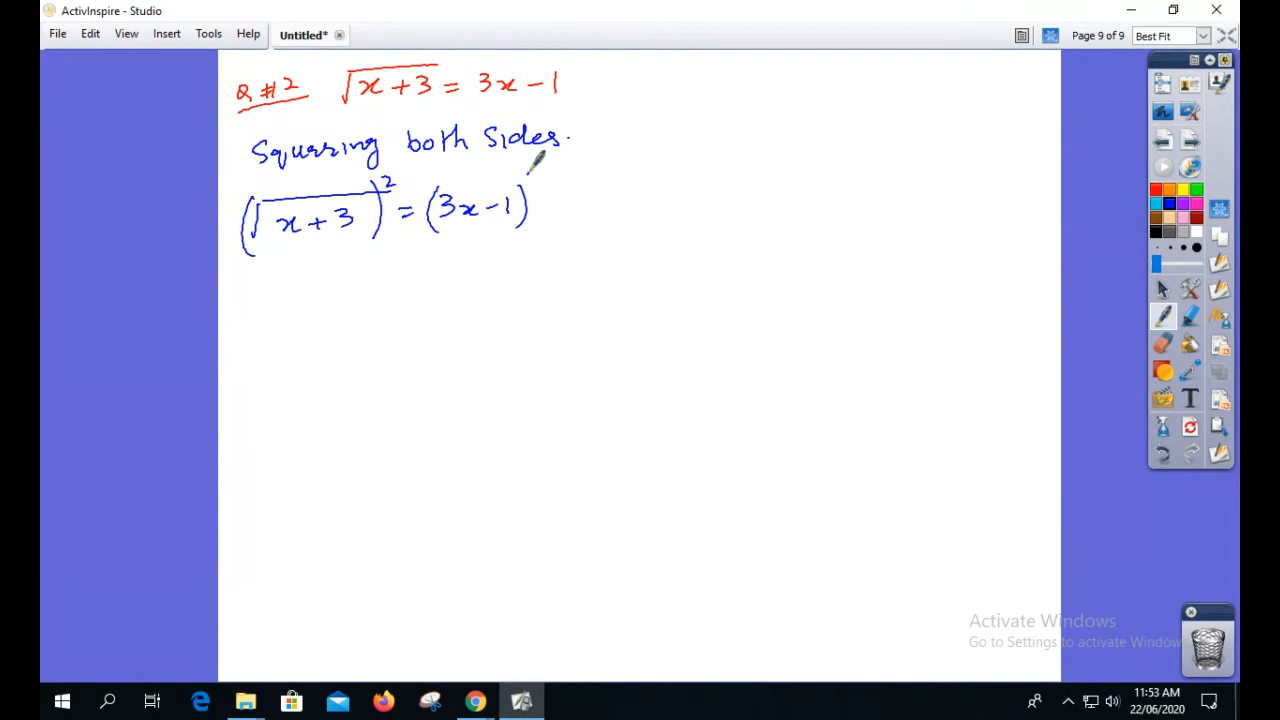 ActivInspire - Studio
File Edit View Insert Tools Help Untitled* Page 9 of 9 Best Fit
Q #2 √x+3 = 3x-1
Squrring both Sides.
(√x+3)² = (3x-1)
Activate Windows
Go to Settings to activate Window
11:53 AM
22/06/2020